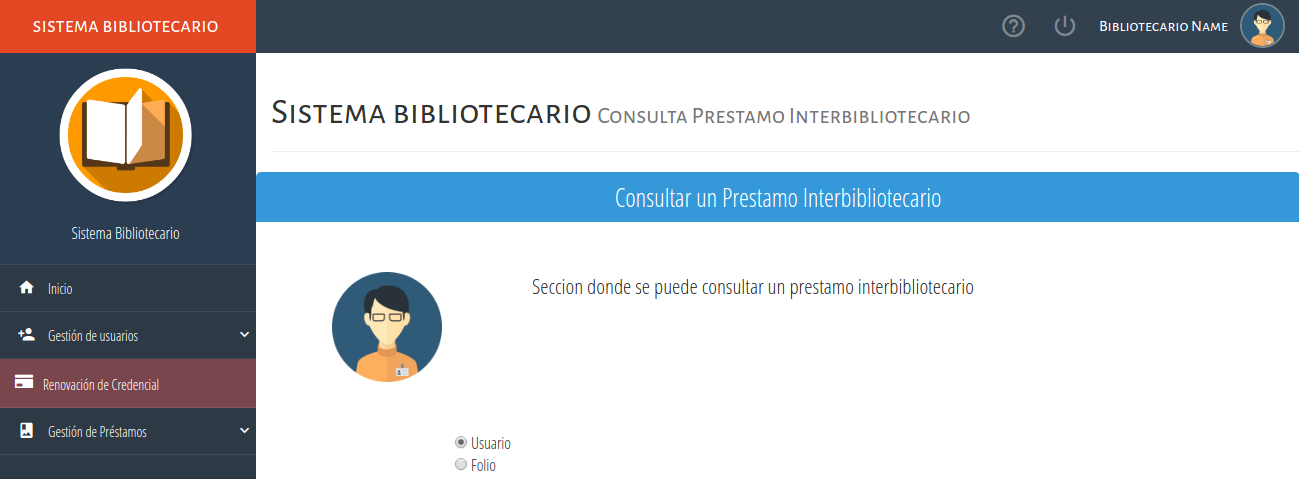 SISTEMA BIBLIOTECARIO
Bibliotecario Name
Sistema Bibliotecario
Inicio
Gestión de usuarios
Renovación de Credencial
Gestión de Préstamos
Sistema bibliotecario Consulta Prestamo Interbibliotecario
Consultar un Prestamo Interbibliotecario
Seccion donde se puede consultar un prestamo interbibliotecario
Usuario
Folio